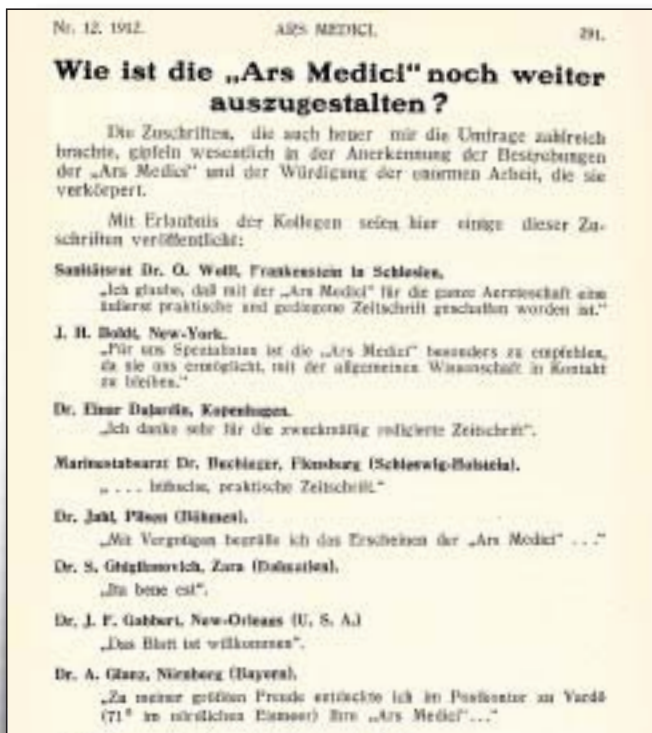 Nr. 12. 1912. ARS MEDICI. 291.
Wie ist die „Ars Medici“ noch weiter
auszugestalten?
Die Zuschriften, die auch heuer mir die Umfrage zahlreich
brachte, gipfeln wesentlich in der Anerkennung der Bestrebungen
der „Ars Medici“ und der Würdigung der enormen Arbeit, die sie
verkörpert.
Mit Erlaubnis der Kollegen seien hier einige dieser Zu-
schriften veröffentlicht:
Sanitätsrat Dr. O. Wolff, Frankenstein in Schlesien.
„Ich glaube, daß mit der „Ars Medici“ für die ganze Aerzteschaft eine
äußerst praktische und gediegene Zeitschrift geschaffen worden ist.“
J. H. Boldt, New-York.
„Für uns Spezialisten ist die „Ars Medici“ besonders zu empfehlen,
da sie uns ermöglicht, mit der allgemeinen Wissenschaft in Kontakt
zu bleiben.“
Dr. Einar Dajardin, Kopenhagen.
„Ich danke sehr für die zweckmäßig redigierte Zeitschrift“.
Marinestabsarzt Dr. Flensburg (Schleswig-Holstein).
„ . . . hübsche, praktische Zeitschrift.“
Dr. Jahl, Pilsen (Böhmen).
„Mit Vergnügen begrüße ich das Erscheinen der „Ars Medici“ . . .“
Dr. S. Zara (Dalmatien).
„Ita bene est“.
Dr. J. F. Gabbert, New-Orleans (U. S. A.)
„Das Blatt ist willkommen“.
Dr. A. Glanz, Nürnberg (Bayern).
„Zu meiner größten Freude entdeckte ich im Postkontor zu Vardö
(71° im nördlichen Eismeer) Ihre „Ars Medici“...“